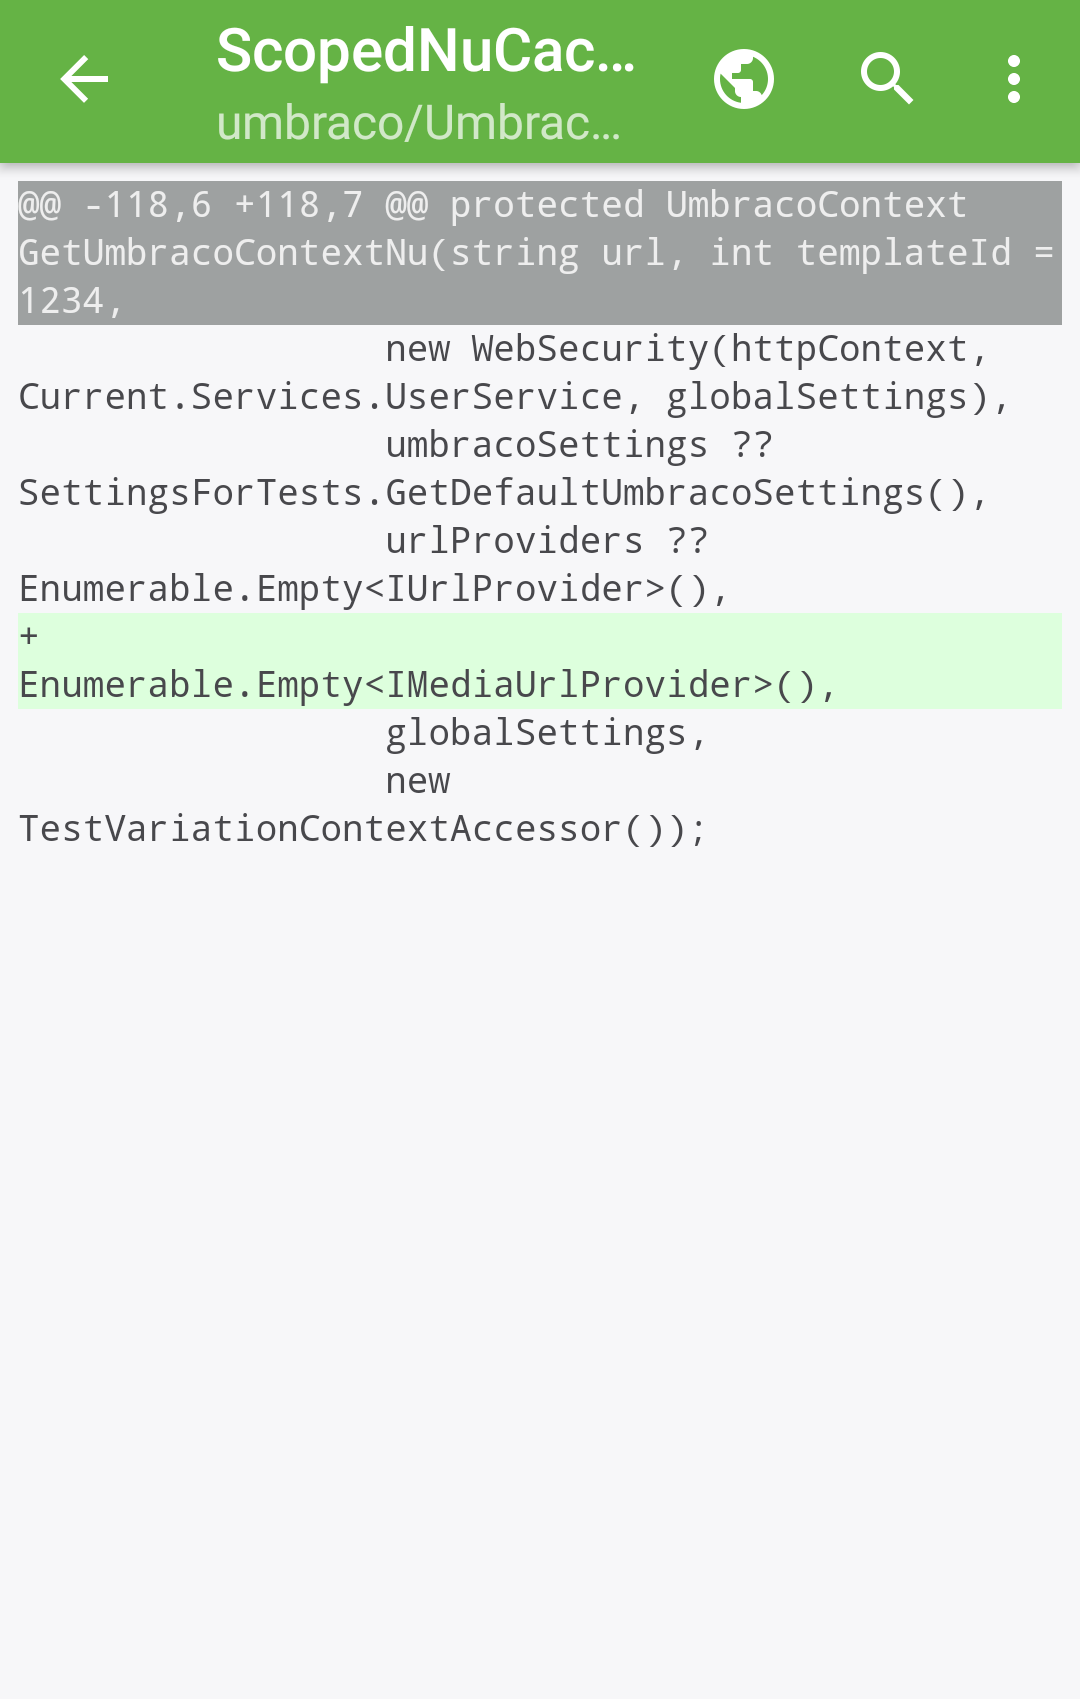 ScopedNuCac...
umbraco/Umbrac...
@@ -118,6 +118,7 @@ protected UmbracoContext
GetUmbracoContextNu(string url, int templateId =
1234,
new WebSecurity(httpContext,
Current.Services.UserService, globalSettings),
umbracoSettings ??
SettingsForTests.GetDefaultUmbracoSettings(),
urlProviders ??
Enumerable.Empty<IUrlProvider>(),
+
Enumerable.Empty<IMediaUrlProvider>(),
globalSettings,
new
TestVariationContextAccessor());